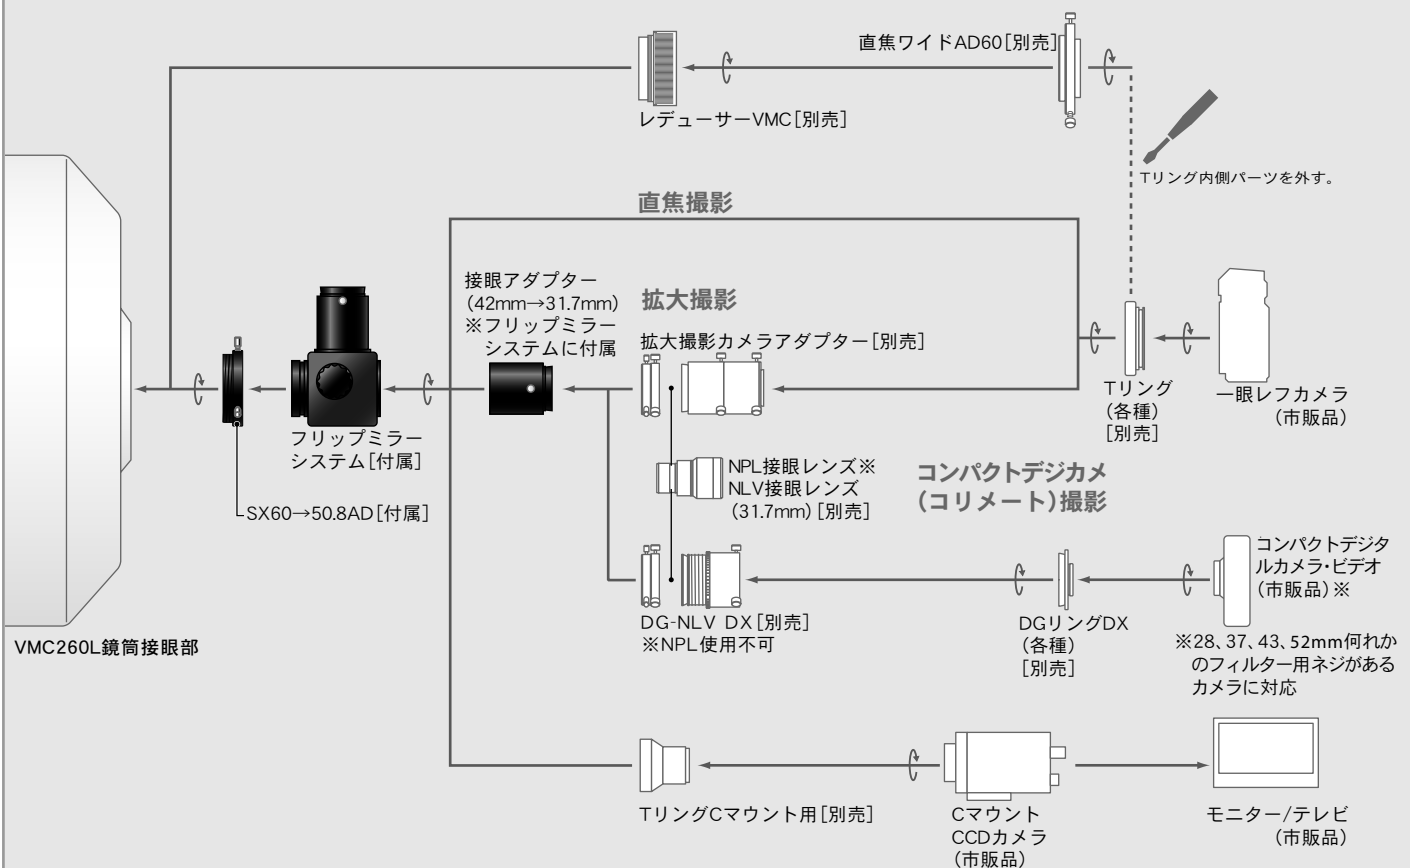 直焦ワイドAD60[別売]
レデューサーVMC[別売]
Tリング内側パーツを外す。
直焦撮影
接眼アダプター
(42mm→31.7mm)
※フリップミラー
システムに付属
拡大撮影
拡大撮影カメラアダプター[別売]
Tリング
(各種)
[別売]
一眼レフカメラ
(市販品)
フリップミラー
システム[付属]
SX60→50.8AD[付属]
NPL接眼レンズ※
NLV接眼レンズ
(31.7mm)[別売]
コンパクトデジカメ
(コリメート)撮影
VMC260L鏡筒接眼部
DG-NLV DX[別売]
※NPL使用不可
DGリングDX
(各種)
[別売]
コンパクトデジタ
ルカメラ・ビデオ
(市販品)※
※28、37、43、52mm何れか
のフィルター用ネジがある
カメラに対応
TリングCマウント用[別売]
Cマウント
CCDカメラ
(市販品)
モニター/テレビ
(市販品)